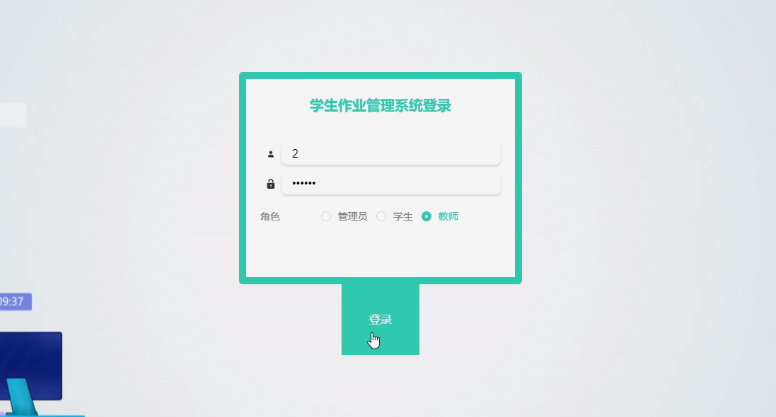 学生作业管理系统登录
2
••••••
角色 管理员 学生 教师
登录
09:37